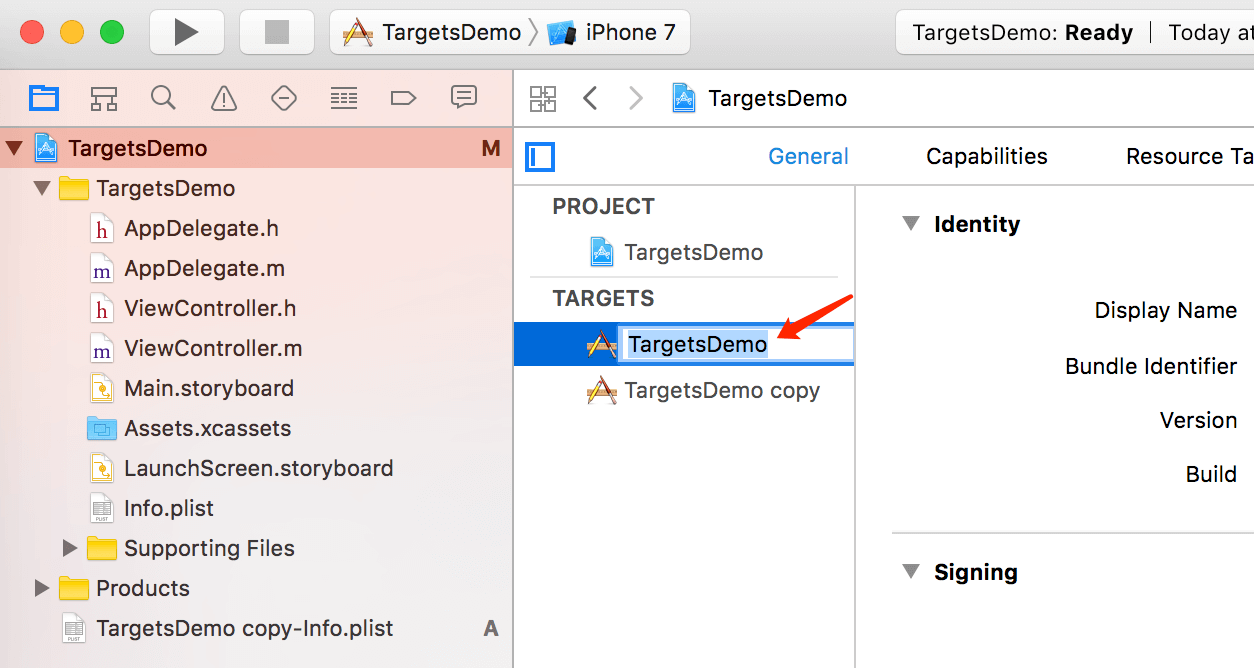 TargetsDemo
iPhone 7
TargetsDemo: Ready
Today at
TargetsDemo
TargetsDemo
M
General
Capabilities
Resource Ta
TargetsDemo
AppDelegate.h
AppDelegate.m
ViewController.h
ViewController.m
Main.storyboard
Assets.xcassets
LaunchScreen.storyboard
Info.plist
Supporting Files
Products
TargetsDemo copy-Info.plist
A
PROJECT
TargetsDemo
TARGETS
TargetsDemo
TargetsDemo copy
Identity
Display Name
Bundle Identifier
Version
Build
Signing